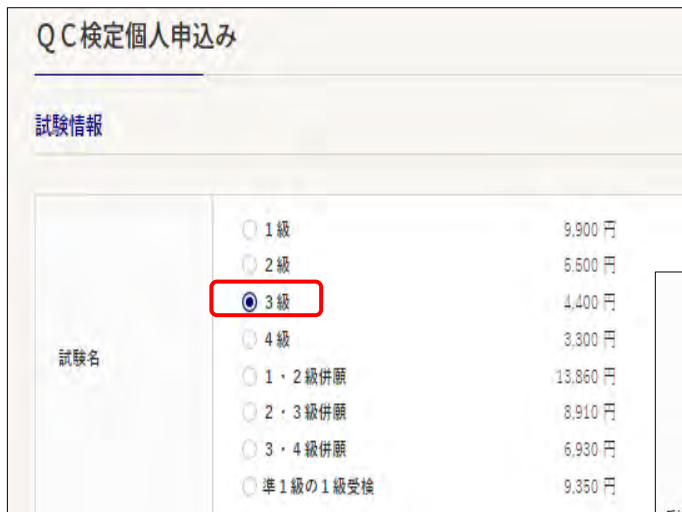 ＱＣ検定個人申込み
試験情報
試験名
1級 9,900 円
2級 5,500 円
3級 4,400 円
4級 3,300 円
1・2級併願 13,860 円
2・3級併願 8,910 円
3・4級併願 6,930 円
準1級の1級受検 9,350 円